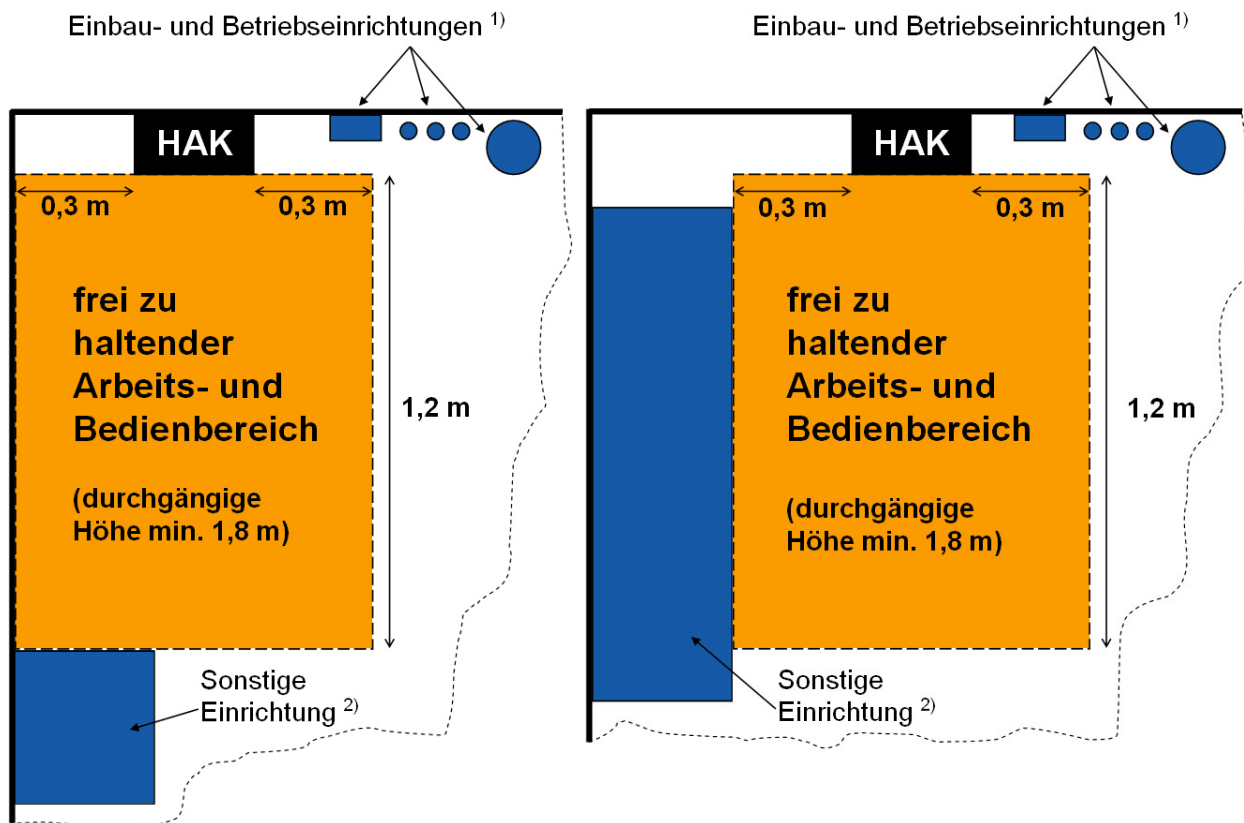 Einbau- und Betriebseinrichtungen 1)
HAK
0,3 m
0,3 m
frei zu
haltender
Arbeits- und
Bedienbereich
(durchgängige
Höhe min. 1,8 m)
1,2 m
Sonstige
Einrichtung 2)
Einbau- und Betriebseinrichtungen 1)
HAK
0,3 m
0,3 m
frei zu
haltender
Arbeits- und
Bedienbereich
(durchgängige
Höhe min. 1,8 m)
1,2 m
Sonstige
Einrichtung 2)